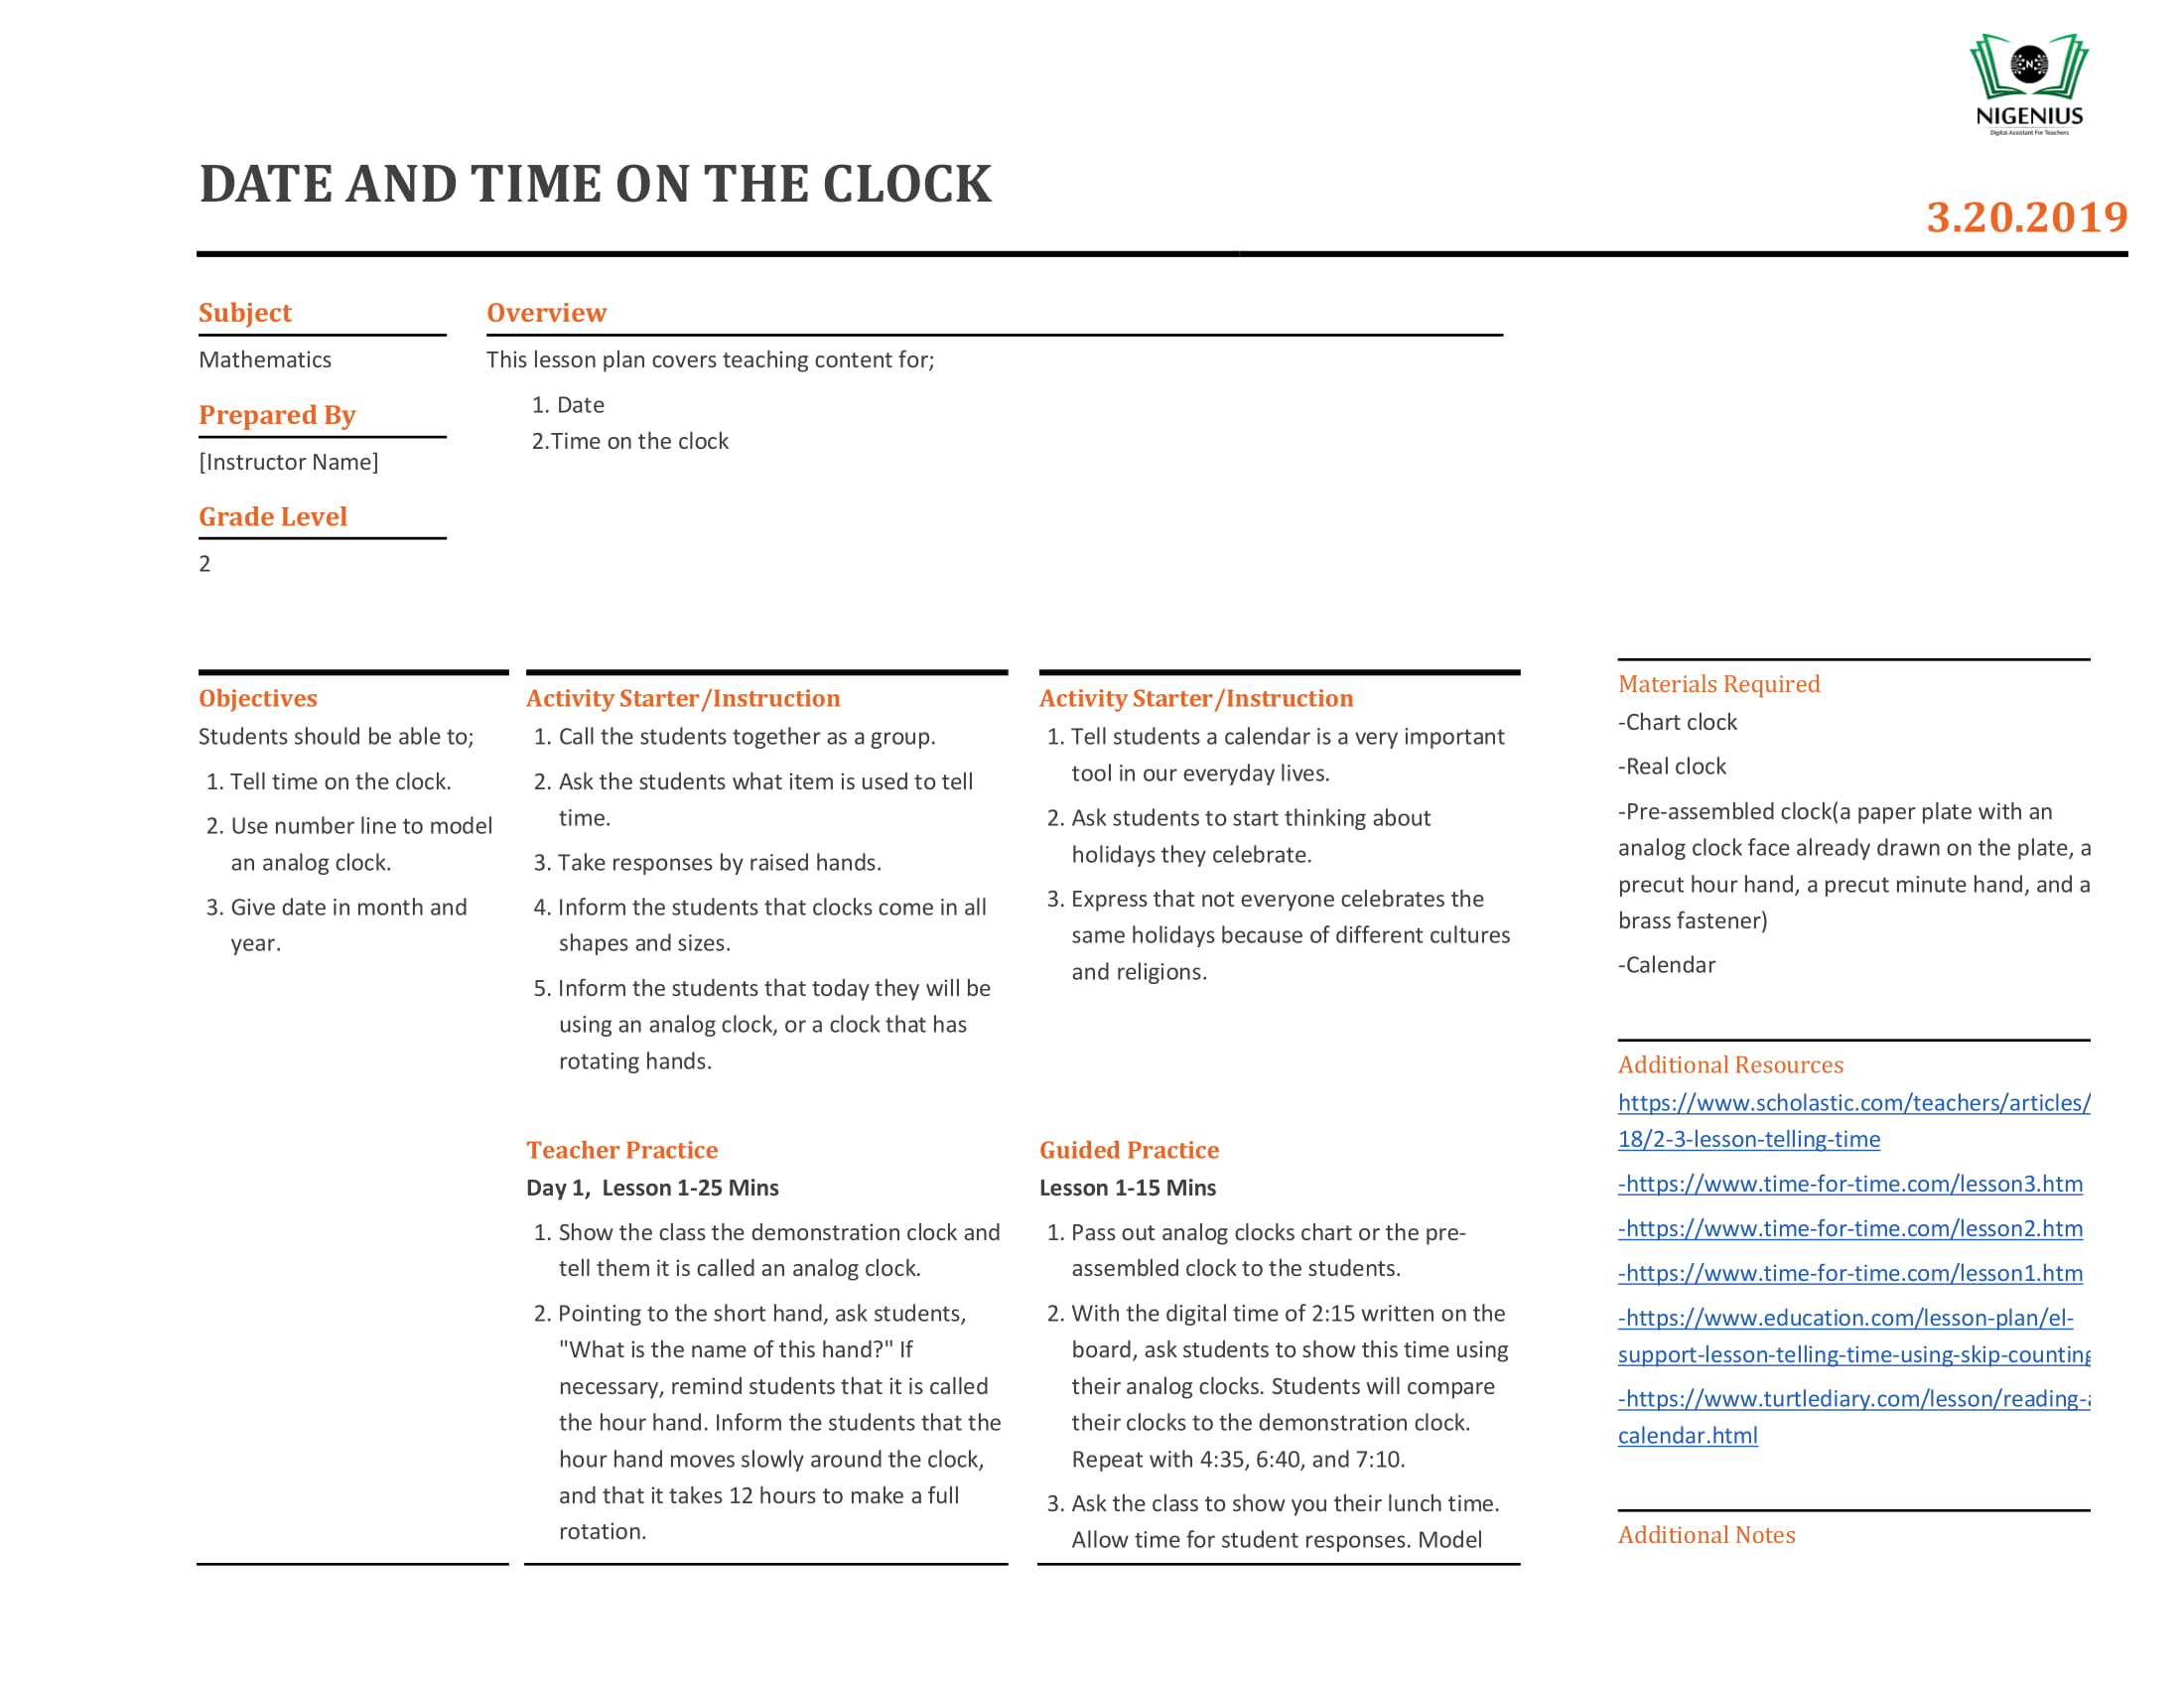 NIGENIUS
Digital Assistant For Teachers
DATE AND TIME ON THE CLOCK
3.20.2019
Subject
Mathematics
Prepared By
[Instructor Name]
Grade Level
2
Overview
This lesson plan covers teaching content for;
1. Date
2.Time on the clock
Objectives
Students should be able to;
1. Tell time on the clock.
2. Use number line to model
an analog clock.
3. Give date in month and
year.
Activity Starter/Instruction
1. Call the students together as a group.
2. Ask the students what item is used to tell
time.
3. Take responses by raised hands.
4. Inform the students that clocks come in all
shapes and sizes.
5. Inform the students that today they will be
using an analog clock, or a clock that has
rotating hands.
Teacher Practice
Day 1,  Lesson 1-25 Mins
1. Show the class the demonstration clock and
tell them it is called an analog clock.
2. Pointing to the short hand, ask students,
"What is the name of this hand?" If
necessary, remind students that it is called
the hour hand. Inform the students that the
hour hand moves slowly around the clock,
and that it takes 12 hours to make a full
rotation.
Activity Starter/Instruction
1. Tell students a calendar is a very important
tool in our everyday lives.
2. Ask students to start thinking about
holidays they celebrate.
3. Express that not everyone celebrates the
same holidays because of different cultures
and religions.
Guided Practice
Lesson 1-15 Mins
1. Pass out analog clocks chart or the pre-
assembled clock to the students.
2. With the digital time of 2:15 written on the
board, ask students to show this time using
their analog clocks. Students will compare
their clocks to the demonstration clock.
Repeat with 4:35, 6:40, and 7:10.
3. Ask the class to show you their lunch time.
Allow time for student responses. Model
Materials Required
-Chart clock
-Real clock
-Pre-assembled clock(a paper plate with an
analog clock face already drawn on the plate, a
precut hour hand, a precut minute hand, and a
brass fastener)
-Calendar
Additional Resources
https://www.scholastic.com/teachers/articles/
18/2-3-lesson-telling-time
-https://www.time-for-time.com/lesson3.htm
-https://www.time-for-time.com/lesson2.htm
-https://www.time-for-time.com/lesson1.htm
-https://www.education.com/lesson-plan/el-
support-lesson-telling-time-using-skip-counting
-https://www.turtlediary.com/lesson/reading-a
calendar.html
Additional Notes